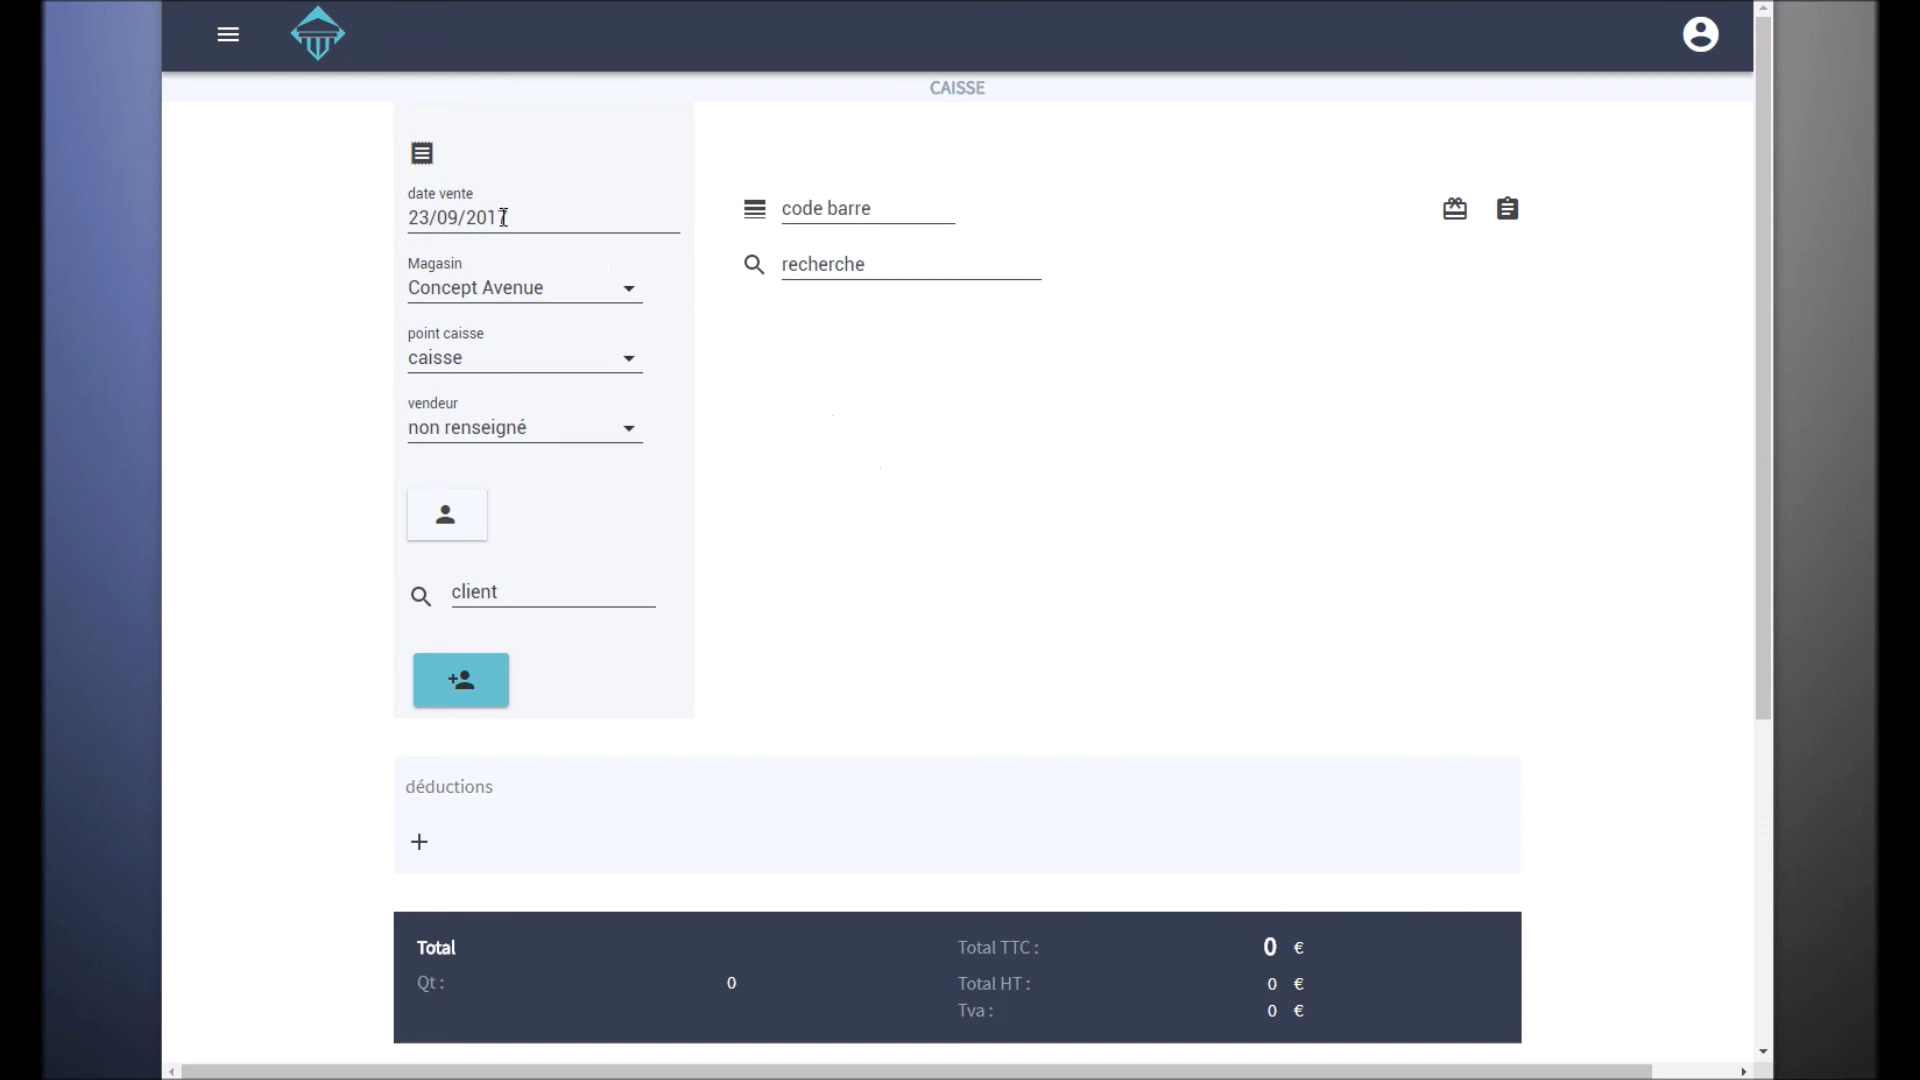 CAISSE
date vente
23/09/2017
Magasin
Concept Avenue
point caisse
caisse
vendeur
non renseigné
client
code barre
recherche
déductions
Total
Qt : 0
Total TTC : 0 €
Total HT : 0 €
Tva : 0 €